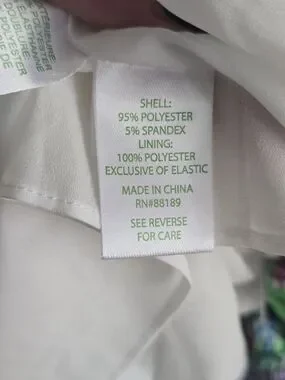 SHELL:
95% POLYESTER
5% SPANDEX
LINING:
100% POLYESTER
EXCLUSIVE OF ELASTIC
MADE IN CHINA
RN#88189
SEE REVERSE
FOR CARE